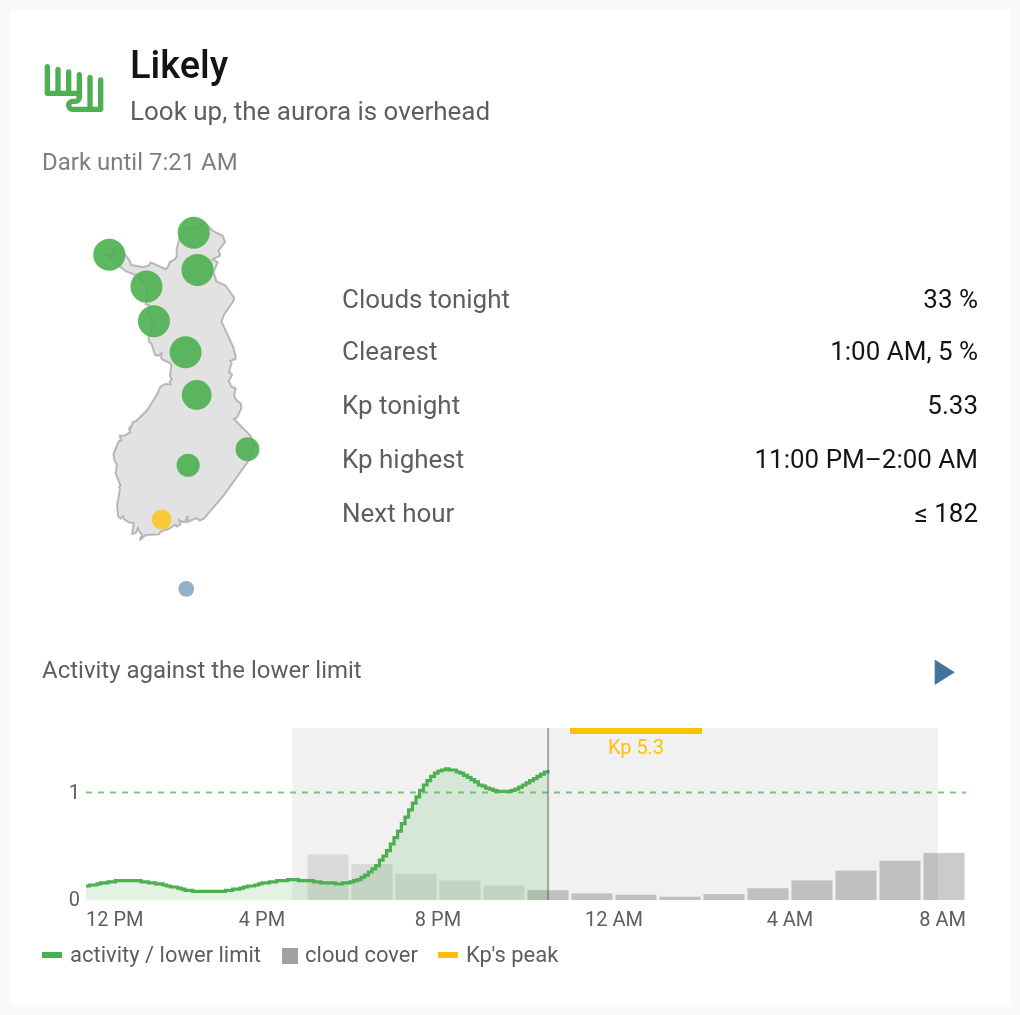 Likely
Look up, the aurora is overhead
Dark until 7:21 AM
Clouds tonight 33 %
Clearest 1:00 AM, 5 %
Kp tonight 5.33
Kp highest 11:00 PM–2:00 AM
Next hour ≤ 182
Activity against the lower limit
Kp 5.3
1
0
12 PM 4 PM 8 PM 12 AM 4 AM 8 AM
activity / lower limit cloud cover Kp's peak